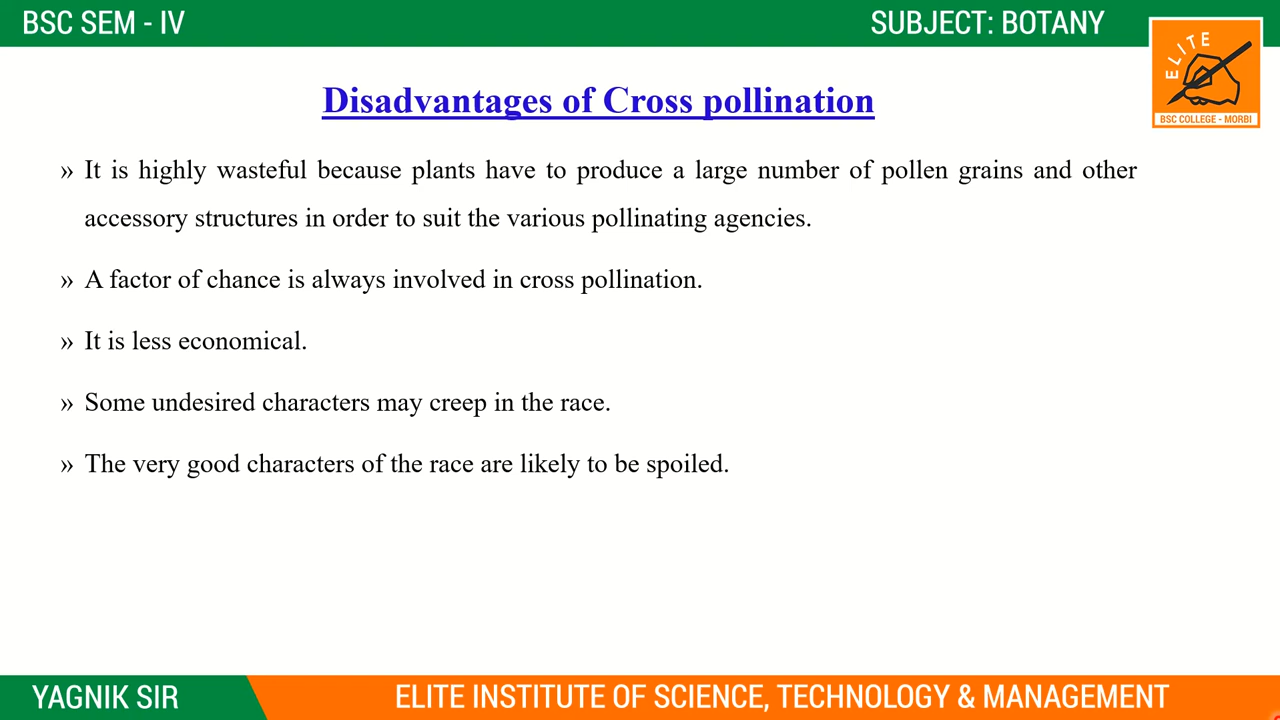 BSC SEM - IV
SUBJECT: BOTANY
ELITE
BSC COLLEGE - MORBI
Disadvantages of Cross pollination
» It is highly wasteful because plants have to produce a large number of pollen grains and other
accessory structures in order to suit the various pollinating agencies.
» A factor of chance is always involved in cross pollination.
» It is less economical.
» Some undesired characters may creep in the race.
» The very good characters of the race are likely to be spoiled.
YAGNIK SIR
ELITE INSTITUTE OF SCIENCE, TECHNOLOGY & MANAGEMENT